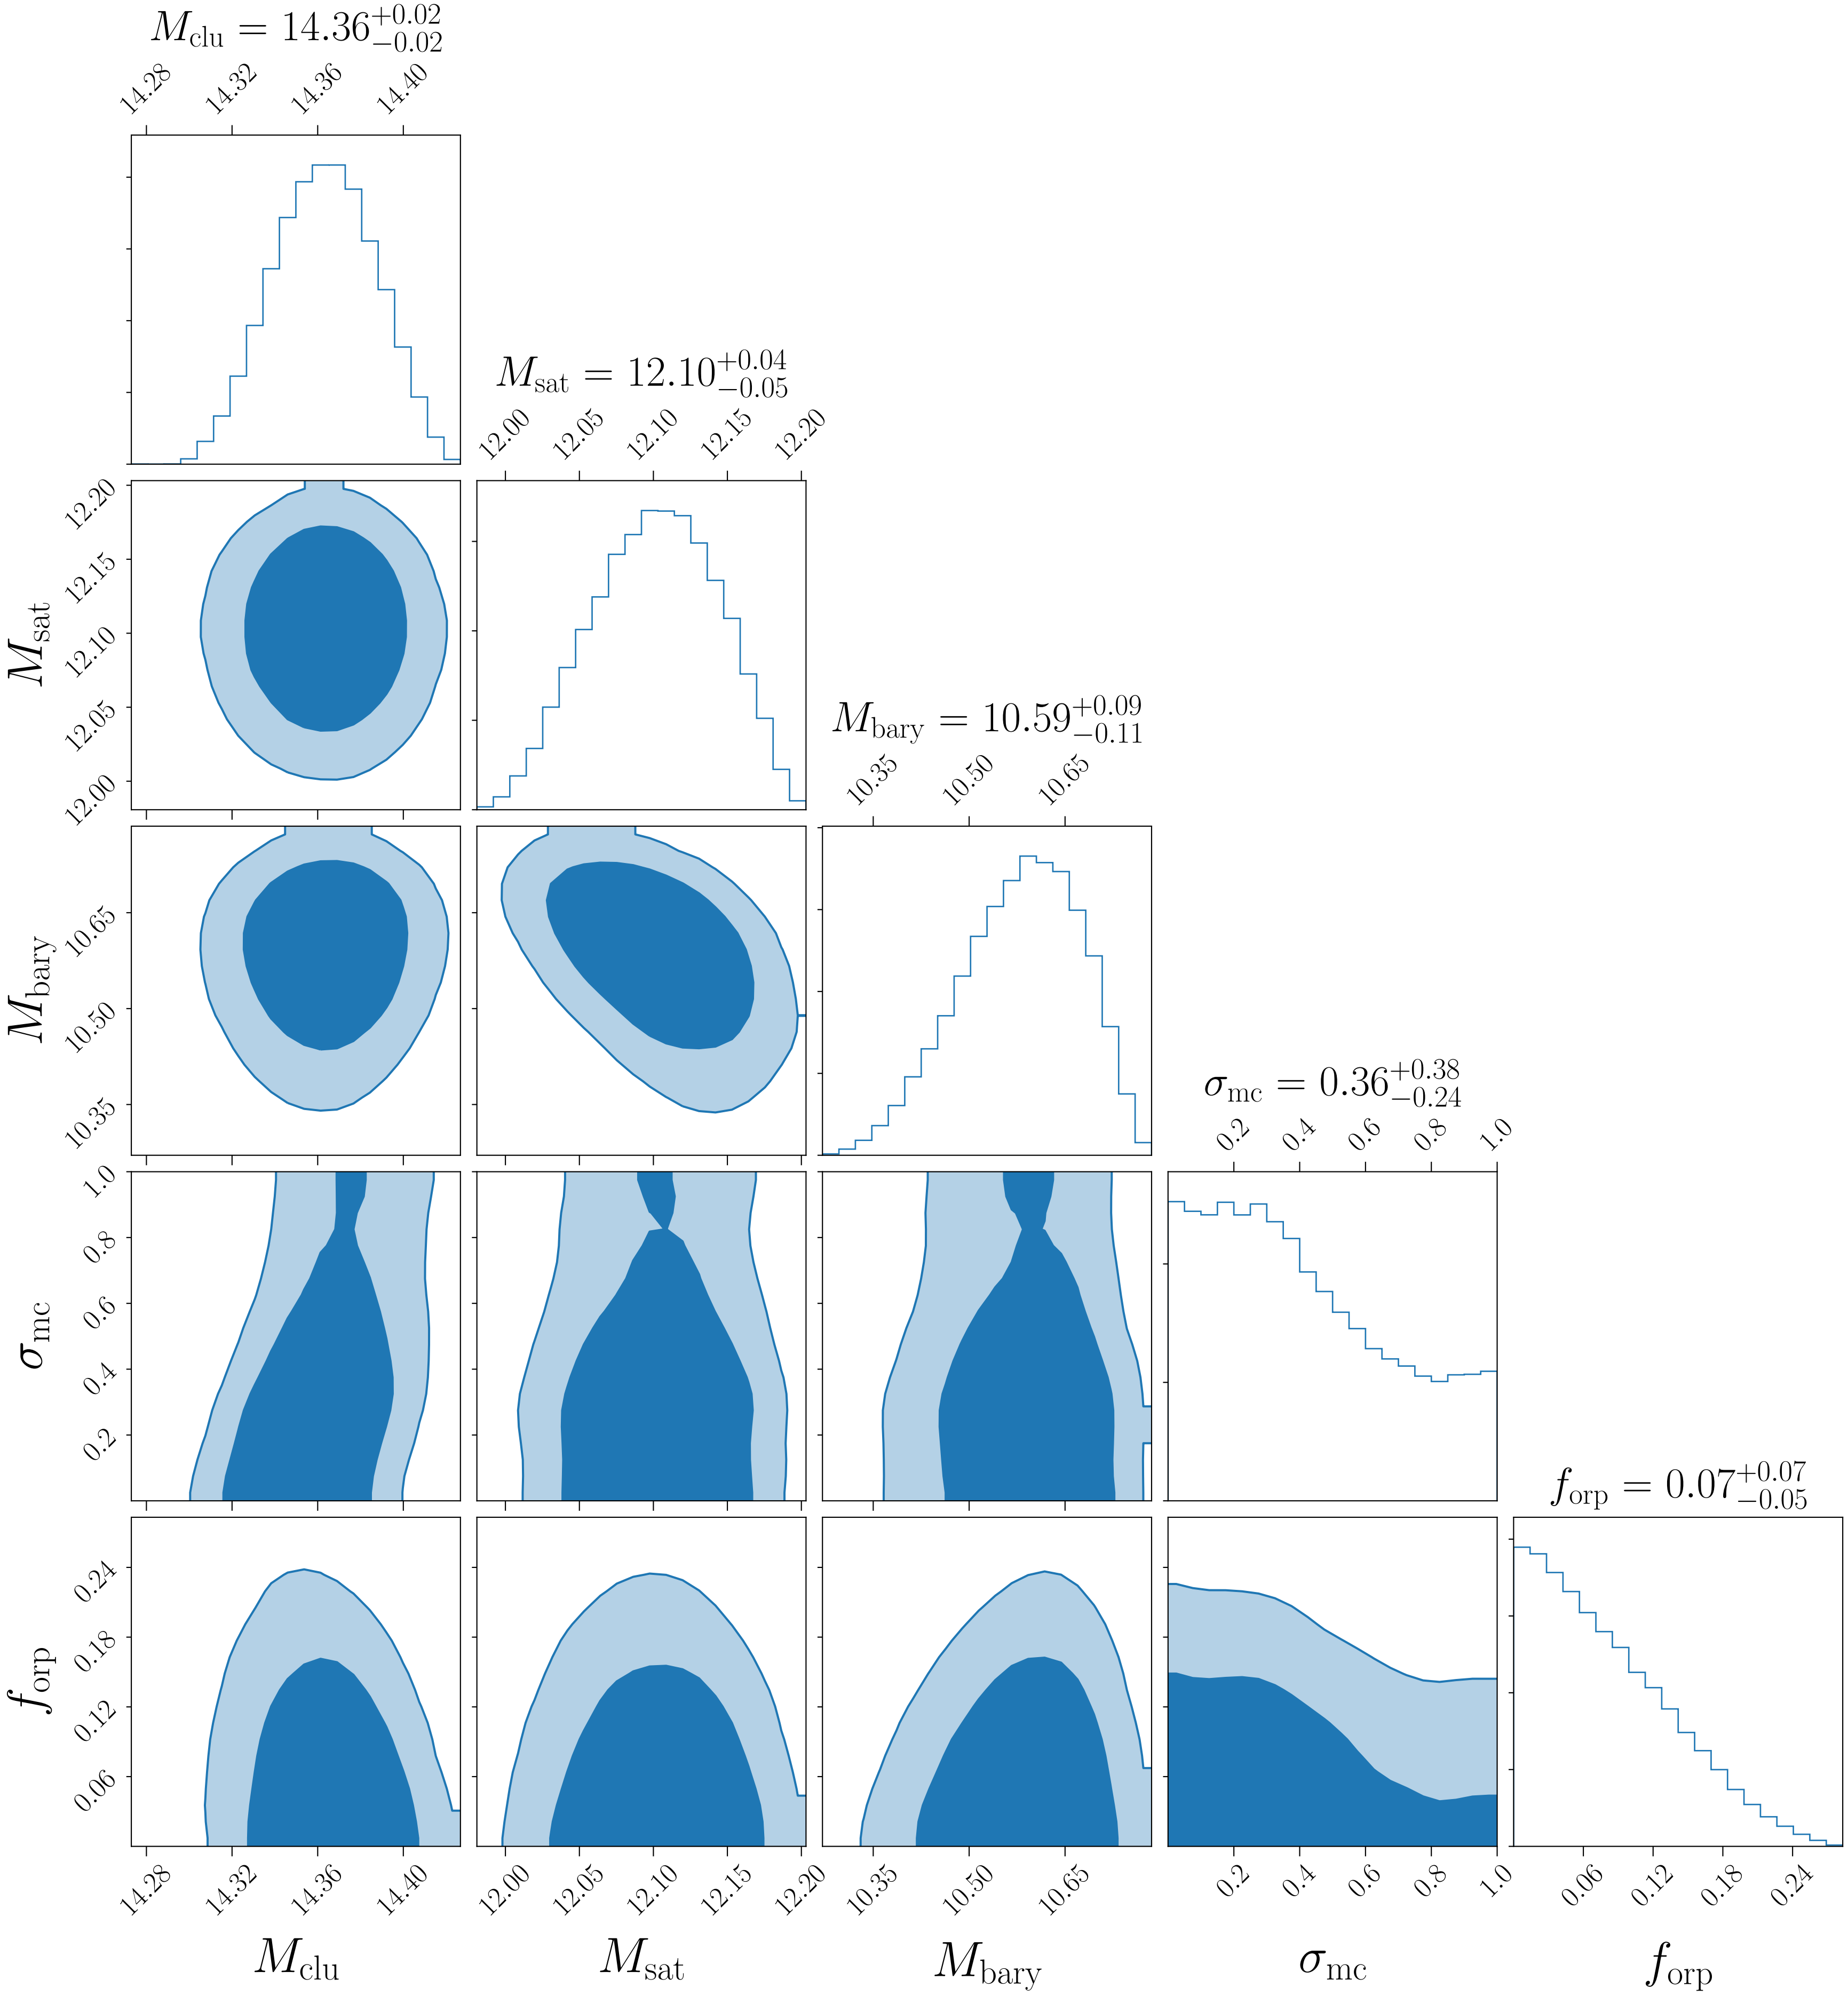 M_clu = 14.36^{+0.02}_{−0.02}
14.28 14.32 14.36 14.40
M_sat = 12.10^{+0.04}_{−0.05}
12.00 12.05 12.10 12.15 12.20
M_sat
12.20
12.15
12.10
12.05
12.00
M_bary = 10.59^{+0.09}_{−0.11}
10.35 10.50 10.65
M_bary
10.65
10.50
10.35
σ_mc = 0.36^{+0.38}_{−0.24}
0.2 0.4 0.6 0.8 1.0
σ_mc
1.0
0.8
0.6
0.4
0.2
f_orp = 0.07^{+0.07}_{−0.05}
f_orp
0.24
0.18
0.12
0.06
14.28 14.32 14.36 14.40 12.00 12.05 12.10 12.15 12.20 10.35 10.50 10.65 0.2 0.4 0.6 0.8 1.0 0.06 0.12 0.18 0.24
M_clu M_sat M_bary σ_mc f_orp